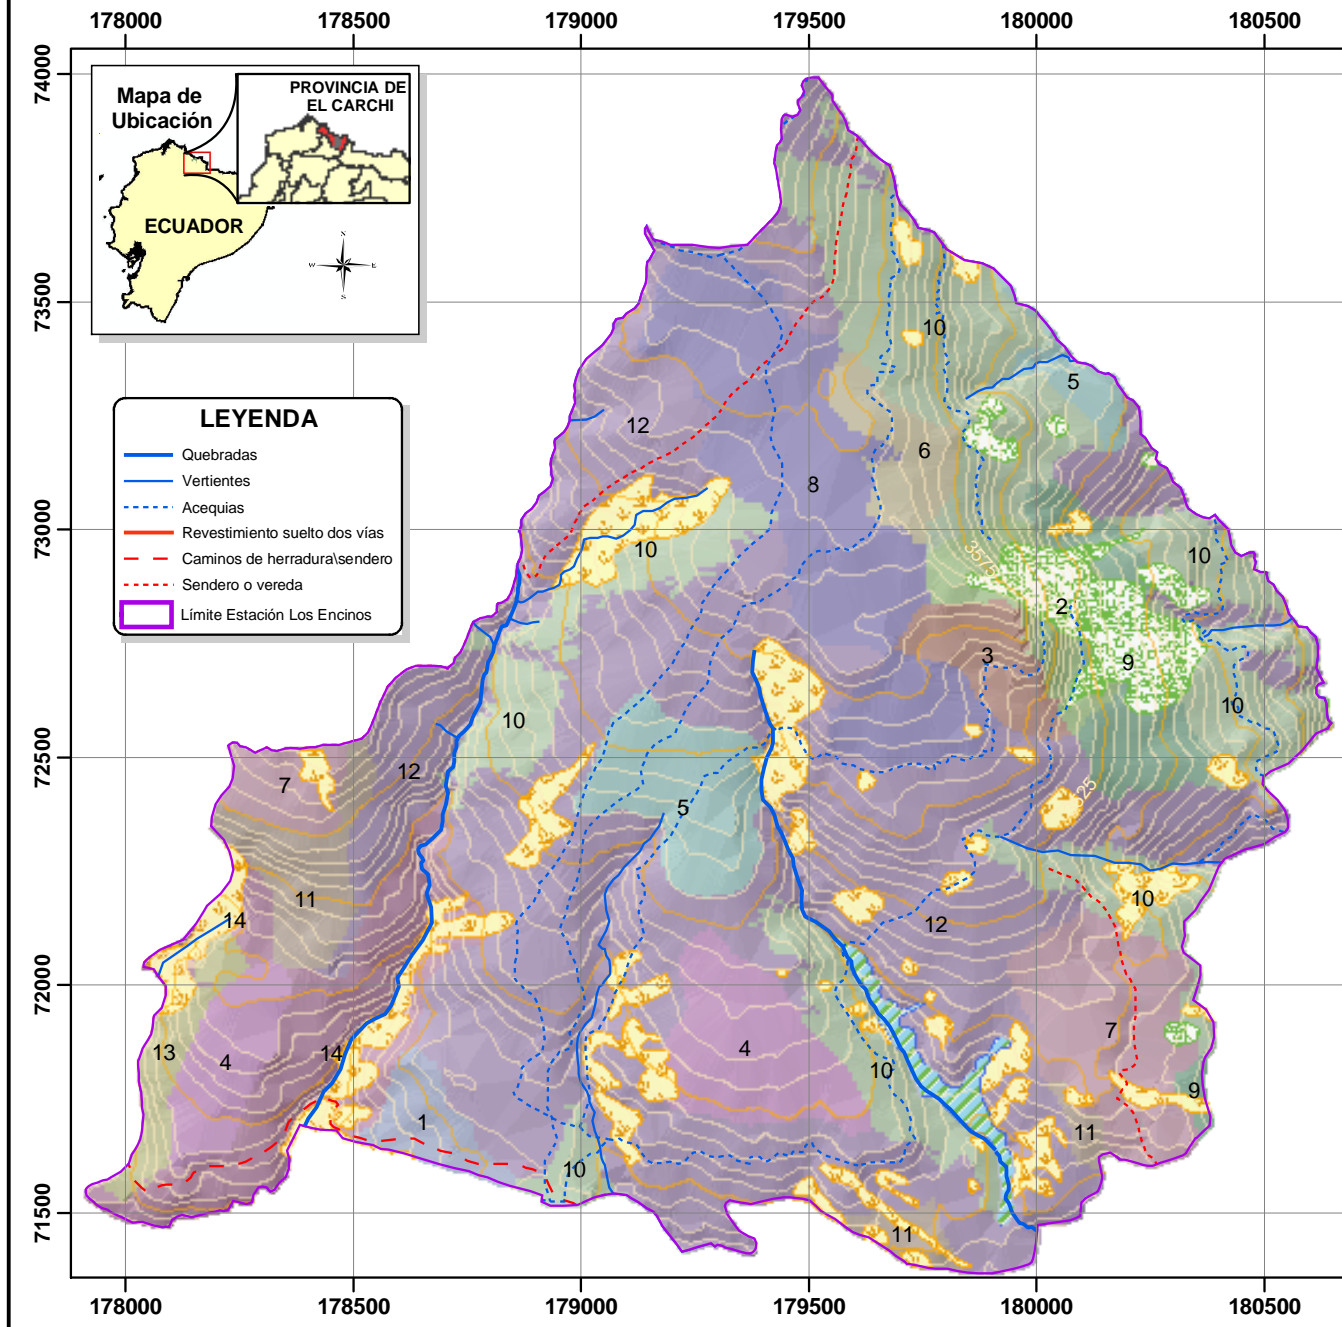 178000 178500 179000 179500 180000 180500
74000
73500
73000
72500
72000
71500
Mapa de
Ubicación
PROVINCIA DE
EL CARCHI
ECUADOR
N
W E
S
LEYENDA
Quebradas
Vertientes
Acequias
Revestimiento suelto dos vías
Caminos de herradura\sendero
Sendero o vereda
Límite Estación Los Encinos
10
5
12
6
8
10
3575
10
2
3
9
10
10
7
12
5
11
14
10
12
13
4
14
4
10
7
9
1
11
10
11
178000 178500 179000 179500 180000 180500